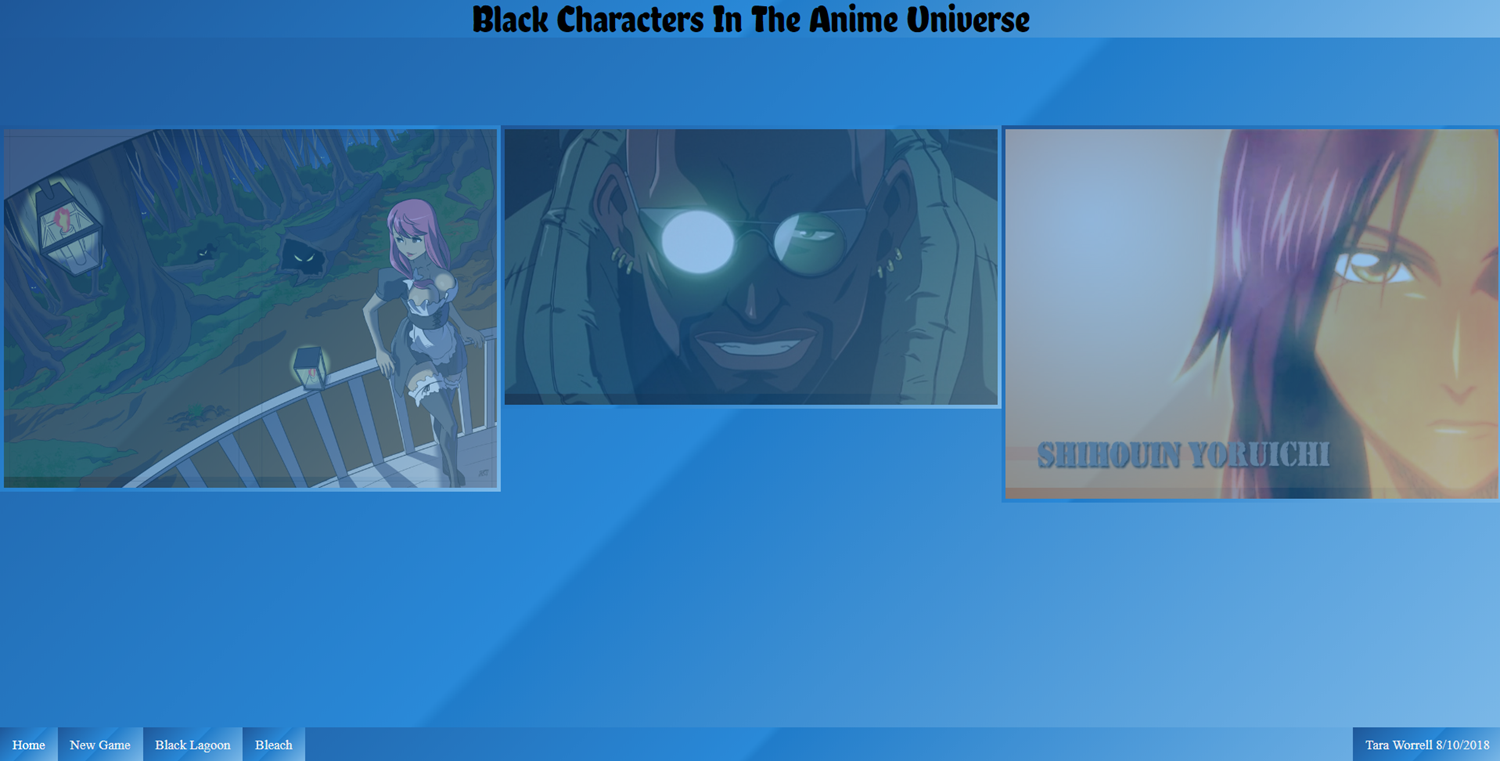 Black Characters In The Anime Universe
SHIHOUIN YORUICHI
Home New Game Black Lagoon Bleach Tara Worrell 8/10/2018